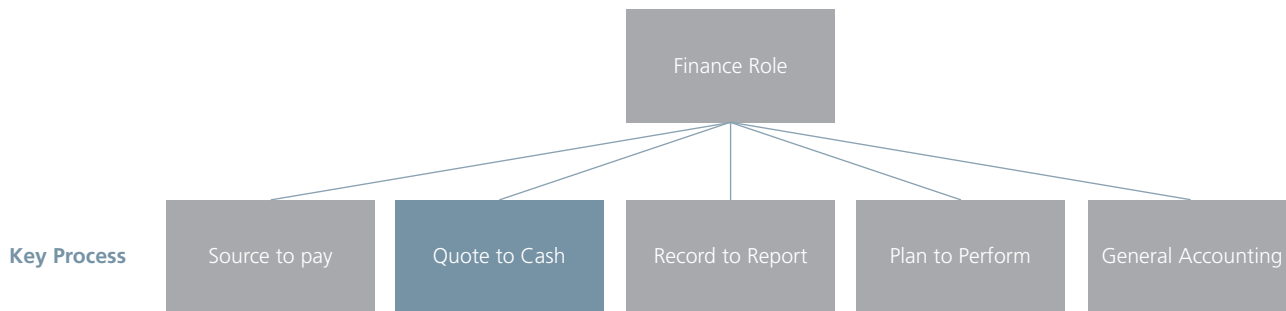 Finance Role
Key Process
Source to pay
Quote to Cash
Record to Report
Plan to Perform
General Accounting